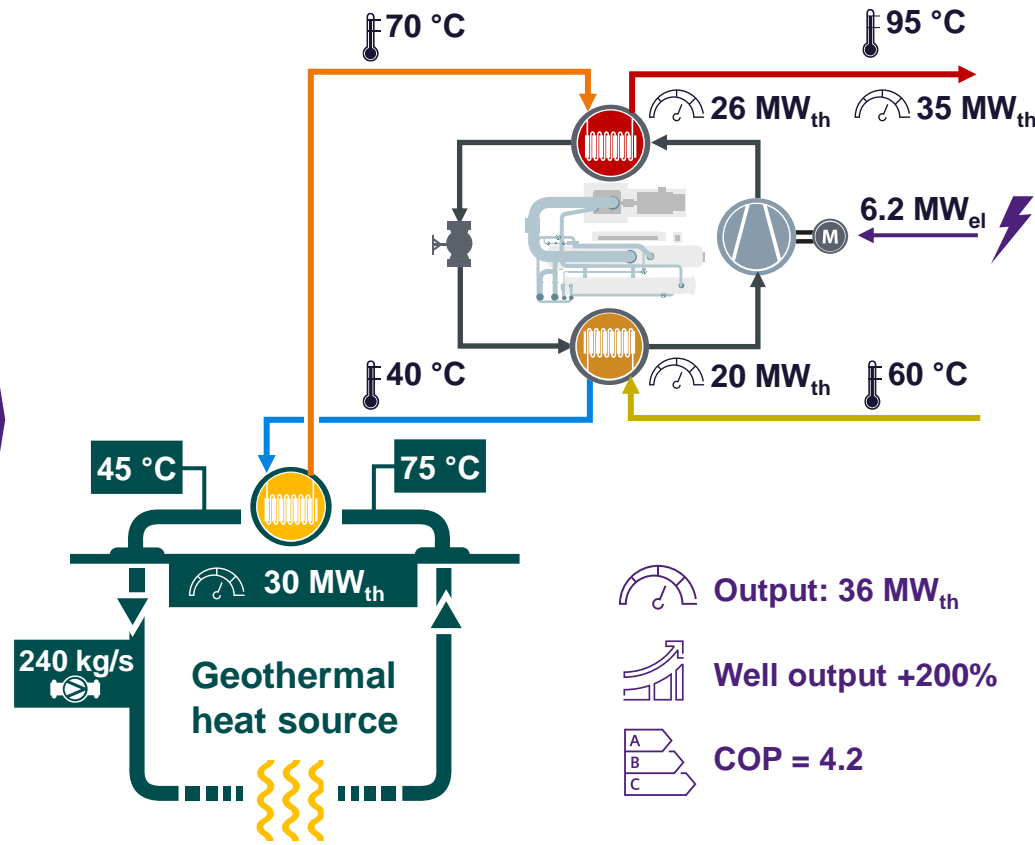 70 °C
95 °C
26 MWth
35 MWth
6.2 MWel
M
40 °C
20 MWth
60 °C
45 °C
75 °C
30 MWth
240 kg/s
Geothermal
heat source
Output: 36 MWth
Well output +200%
A
B
C
COP = 4.2